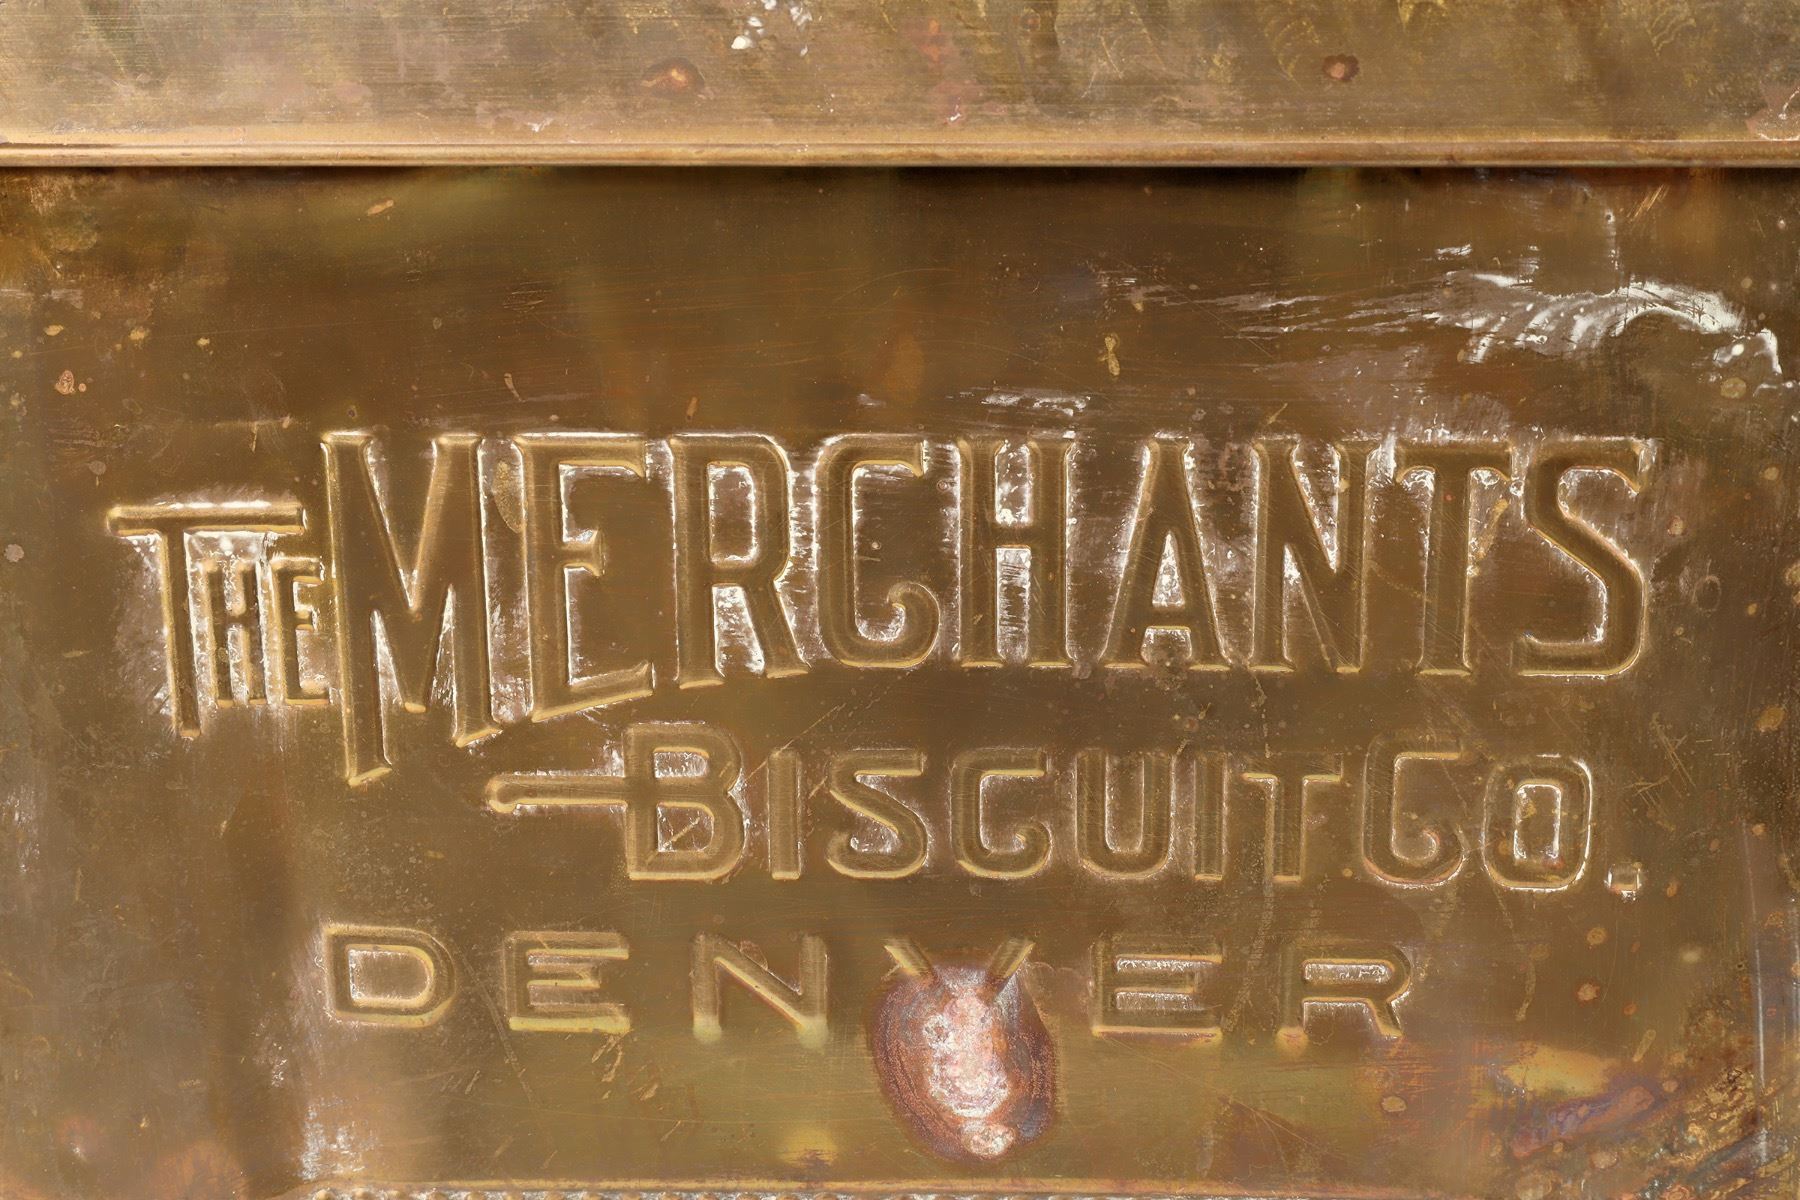 THE MERCHANTS
BISCUIT CO.
DENVER